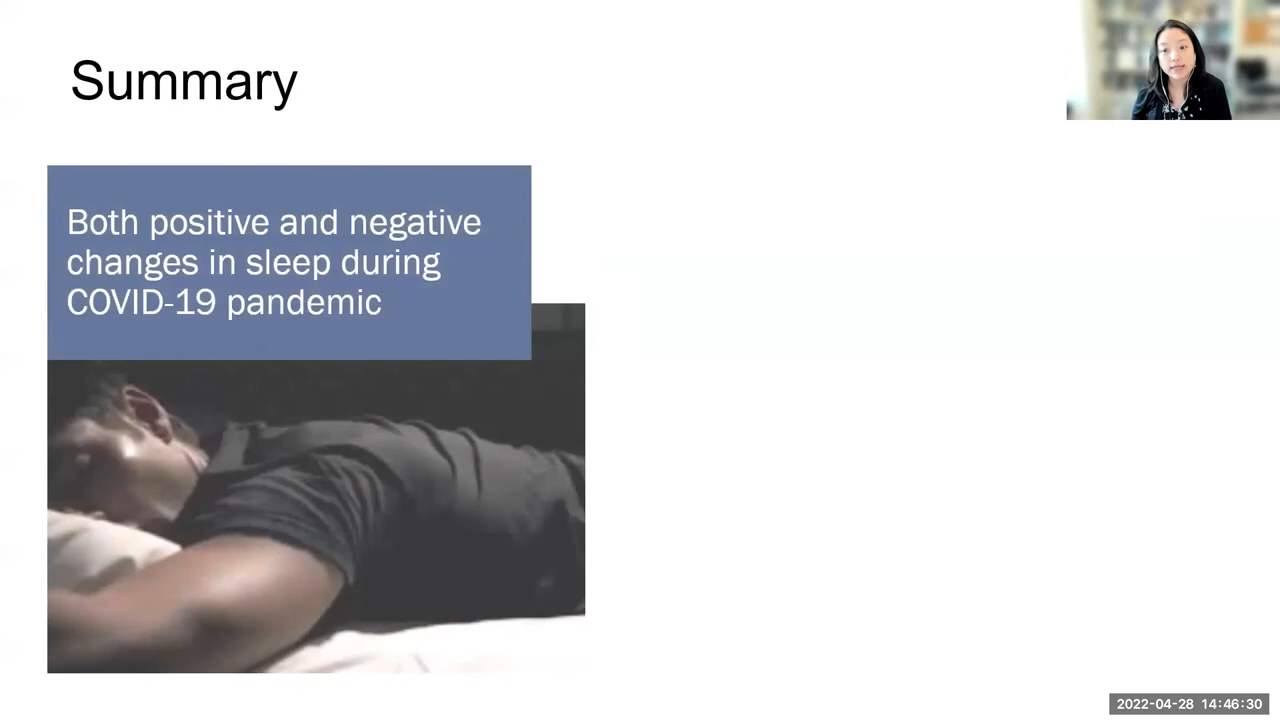 Summary
Both positive and negative
changes in sleep during
COVID-19 pandemic
2022-04-28 14:46:30